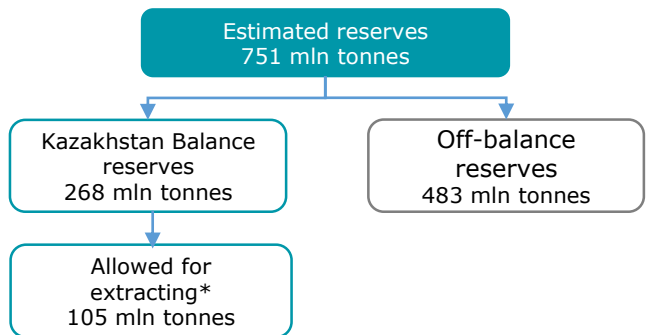 Estimated reserves
751 mln tonnes
Kazakhstan Balance
reserves
268 mln tonnes
Off-balance
reserves
483 mln tonnes
Allowed for
extracting*
105 mln tonnes